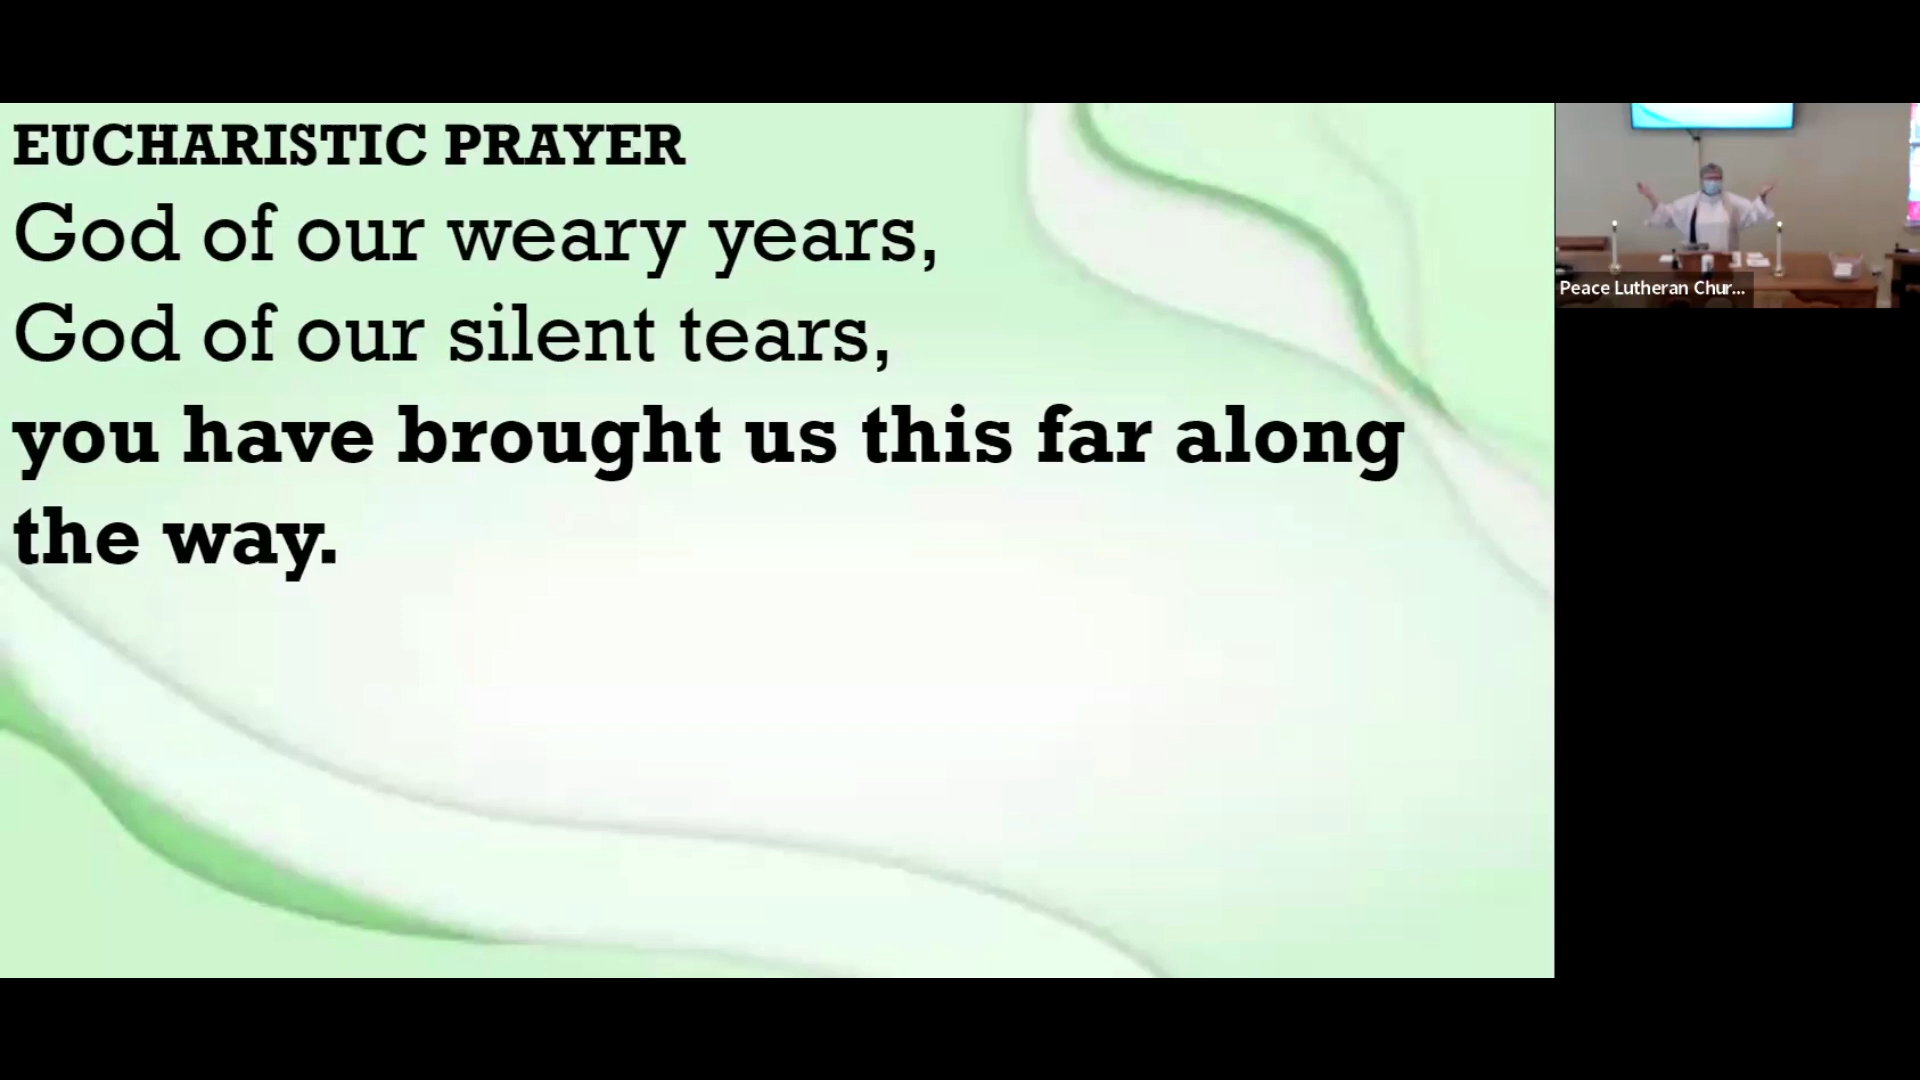 EUCHARISTIC PRAYER
God of our weary years,
God of our silent tears,
you have brought us this far along
the way.
Peace Lutheran Chur...